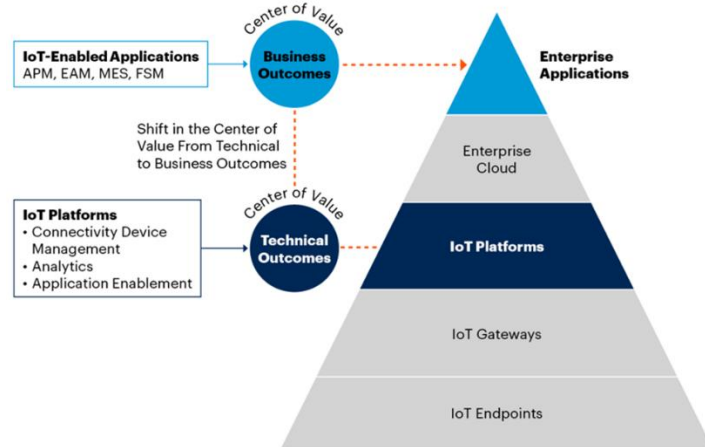 Center of Value
IoT-Enabled Applications
APM, EAM, MES, FSM
Business
Outcomes
Enterprise
Applications
Shift in the Center of
Value From Technical
to Business Outcomes
Enterprise
Cloud
Center of Value
IoT Platforms
• Connectivity Device
Management
• Analytics
• Application Enablement
Technical
Outcomes
IoT Platforms
IoT Gateways
IoT Endpoints